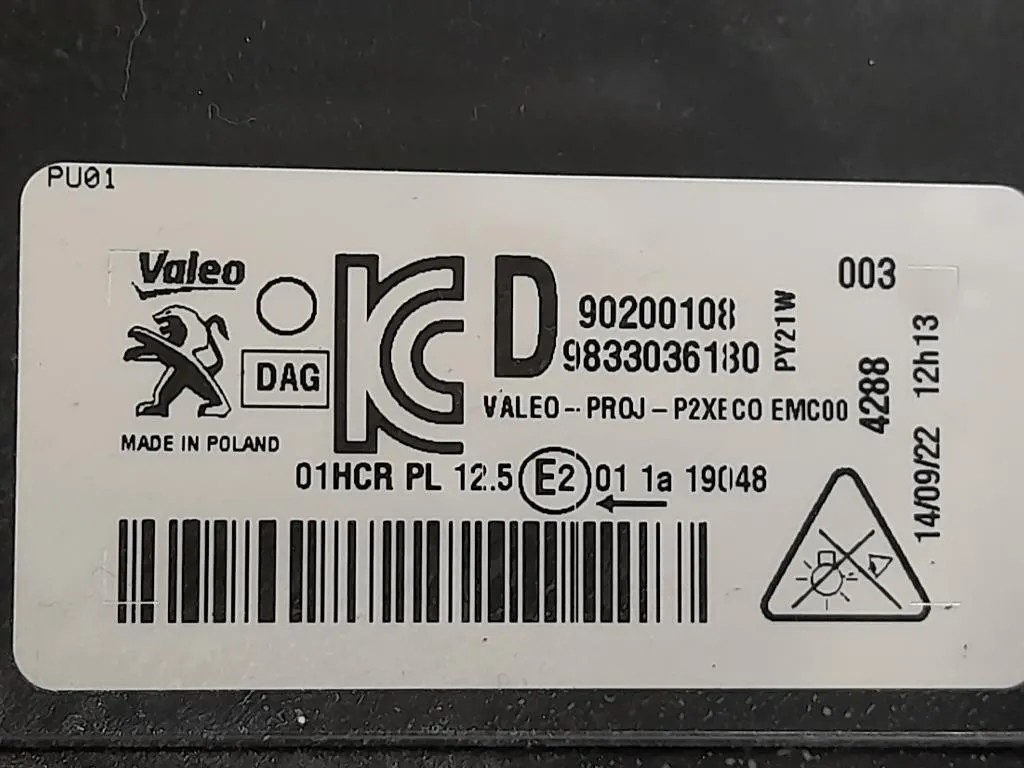 PU01
Valeo
DAG
MADE IN POLAND
KC
D
90200108
9833036180
PY21W
VALEO-PROJ-P2XECO EMC00
003
4288
14/09/22 12h13
01HCR PL 12.5 E2 01 1a 19048